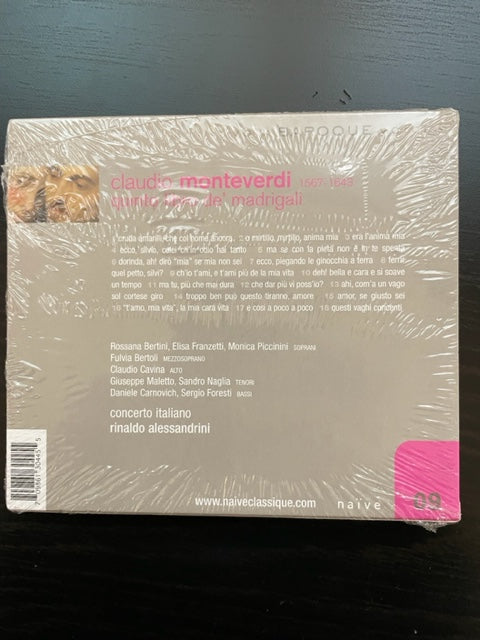 BAROQUE
claudio monteverdi 1567-1643
quinto libro de' madrigali
1 cruda amarilli, che col nome ancora 2 o mirtillo, mirtillo, anima mia 3 era l'anima mia
4 ecco, silvio, colei ch'in odio hai tanto 5 ma se con la pietà non è in te spenta
6 dorinda, ah! dirò "mia" se mia non sei 7 ecco, piegando le ginocchia a terra 8 ferir
quel petto, silvio? 9 ch'io t'ami, e t'ami più de la mia vita 10 deh! bella e cara e si soave
un tempo 11 ma tu, più che mai dura 12 che dar più vi poss'io? 13 ahi, com'a un vago
sol cortese giro 14 troppo ben può questo tiranno, amore 15 amor, se giusto sei
16 "t'amo, mia vita", la mia cara vita 17 e così a poco a poco 18 questi vaghi concenti
Rossana Bertini, Elisa Franzetti, Monica Piccinini SOPRANI
Fulvia Bertoli MEZZOSOPRANO
Claudio Cavina ALTO
Giuseppe Maletto, Sandro Naglia TENORI
Daniele Carnovich, Sergio Foresti BASSI
concerto italiano
rinaldo alessandrini
www.naiveclassique.com naïve 09
7 09861 30445 5